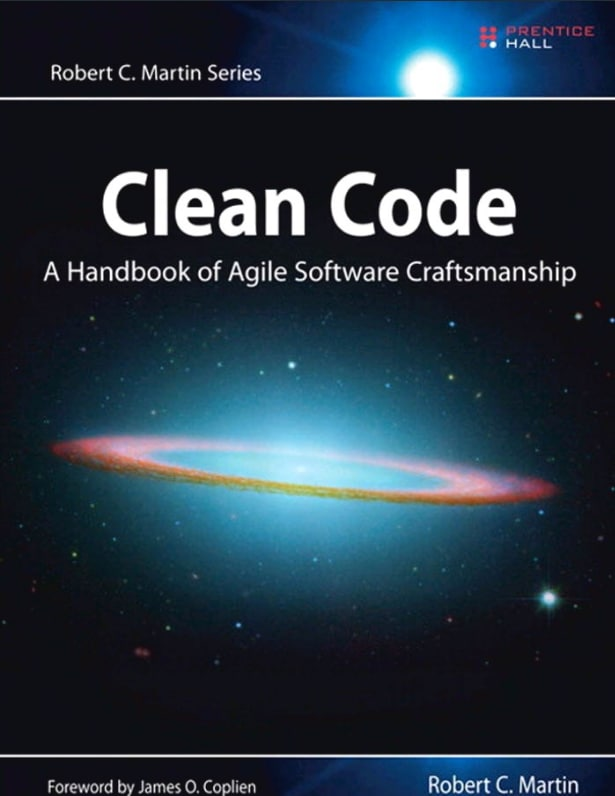 PRENTICE
HALL
Robert C. Martin Series
Clean Code
A Handbook of Agile Software Craftsmanship
Foreword by James O. Coplien
Robert C. Martin